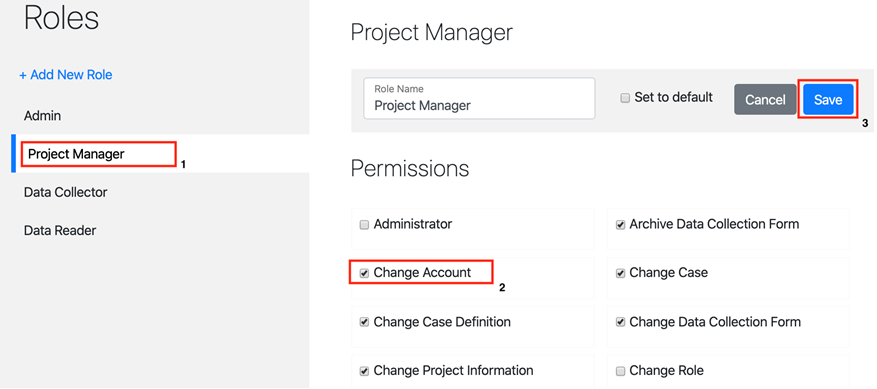 Roles
+ Add New Role
Admin
Project Manager
1
Data Collector
Data Reader
Project Manager
Role Name
Project Manager
Set to default
Cancel
Save
3
Permissions
Administrator
Archive Data Collection Form
Change Account
2
Change Case
Change Case Definition
Change Data Collection Form
Change Project Information
Change Role